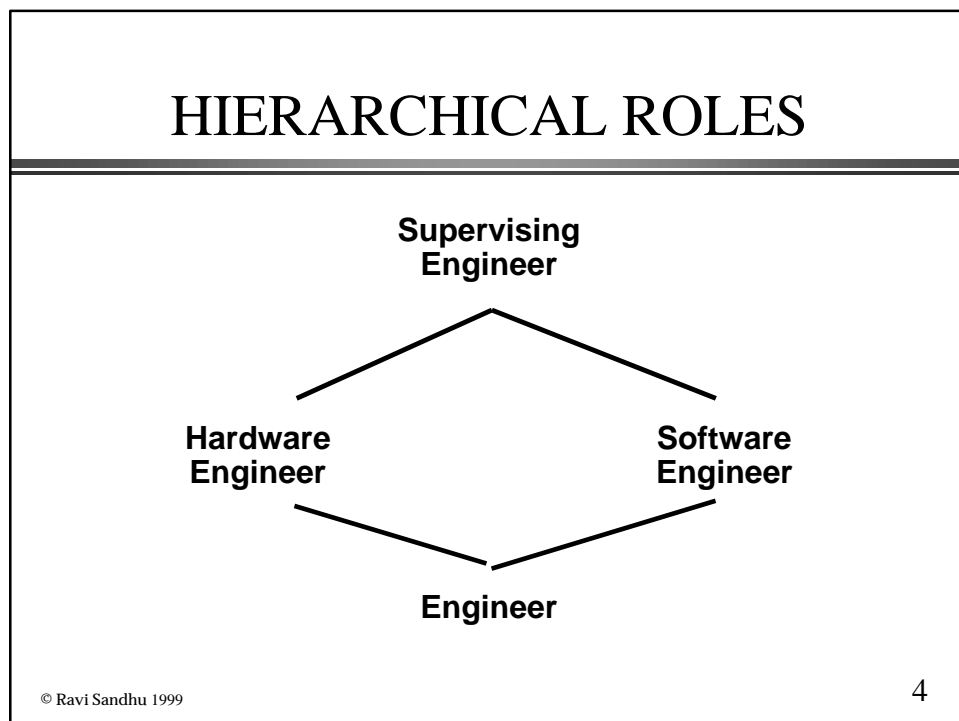 HIERARCHICAL ROLES
Supervising
Engineer
Hardware
Engineer
Software
Engineer
Engineer
© Ravi Sandhu 1999
4